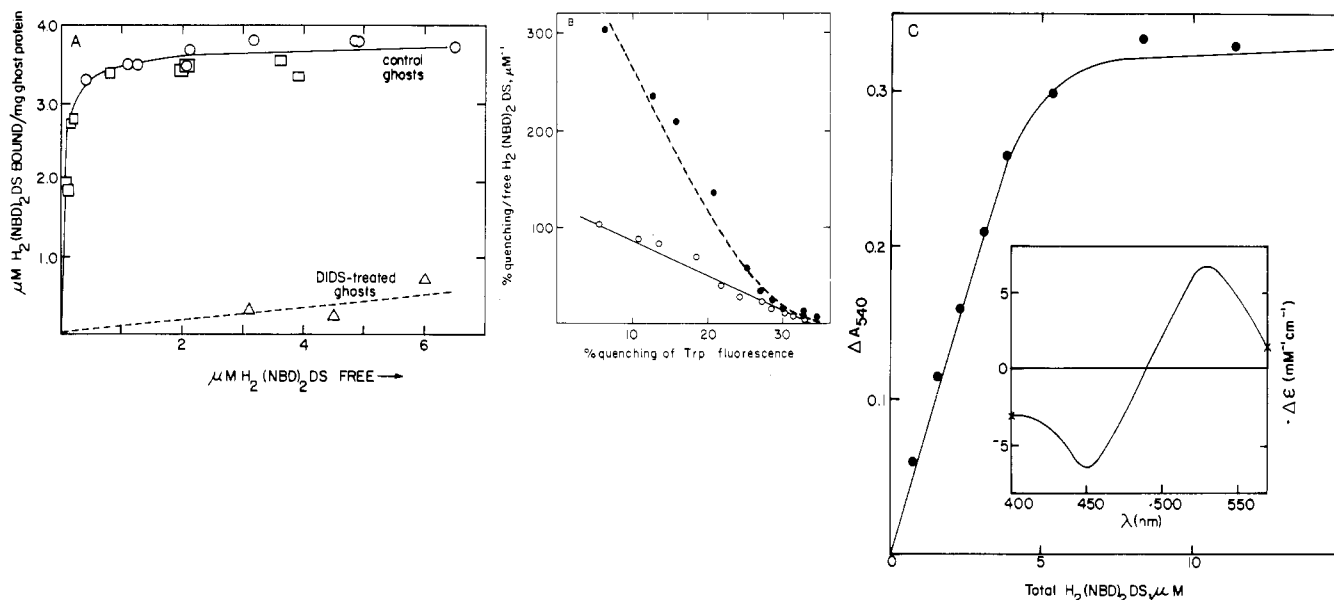 A
4.0
3.0
2.0
1.0
2
4
6
μM H2(NBD)2DS BOUND/mg ghost protein
control
ghosts
DIDS-treated
ghosts
μM H2(NBD)2DS FREE→
B
300
200
100
10
20
30
% quenching/free H2(NBD)2DS, μM-1
% quenching of Trp fluorescence
C
0.3
0.2
0.1
0
5
10
ΔA540
Total H2(NBD)2DS, μM
5
0
-5
400
450
500
550
λ(nm)
Δε (mM-1cm-1)